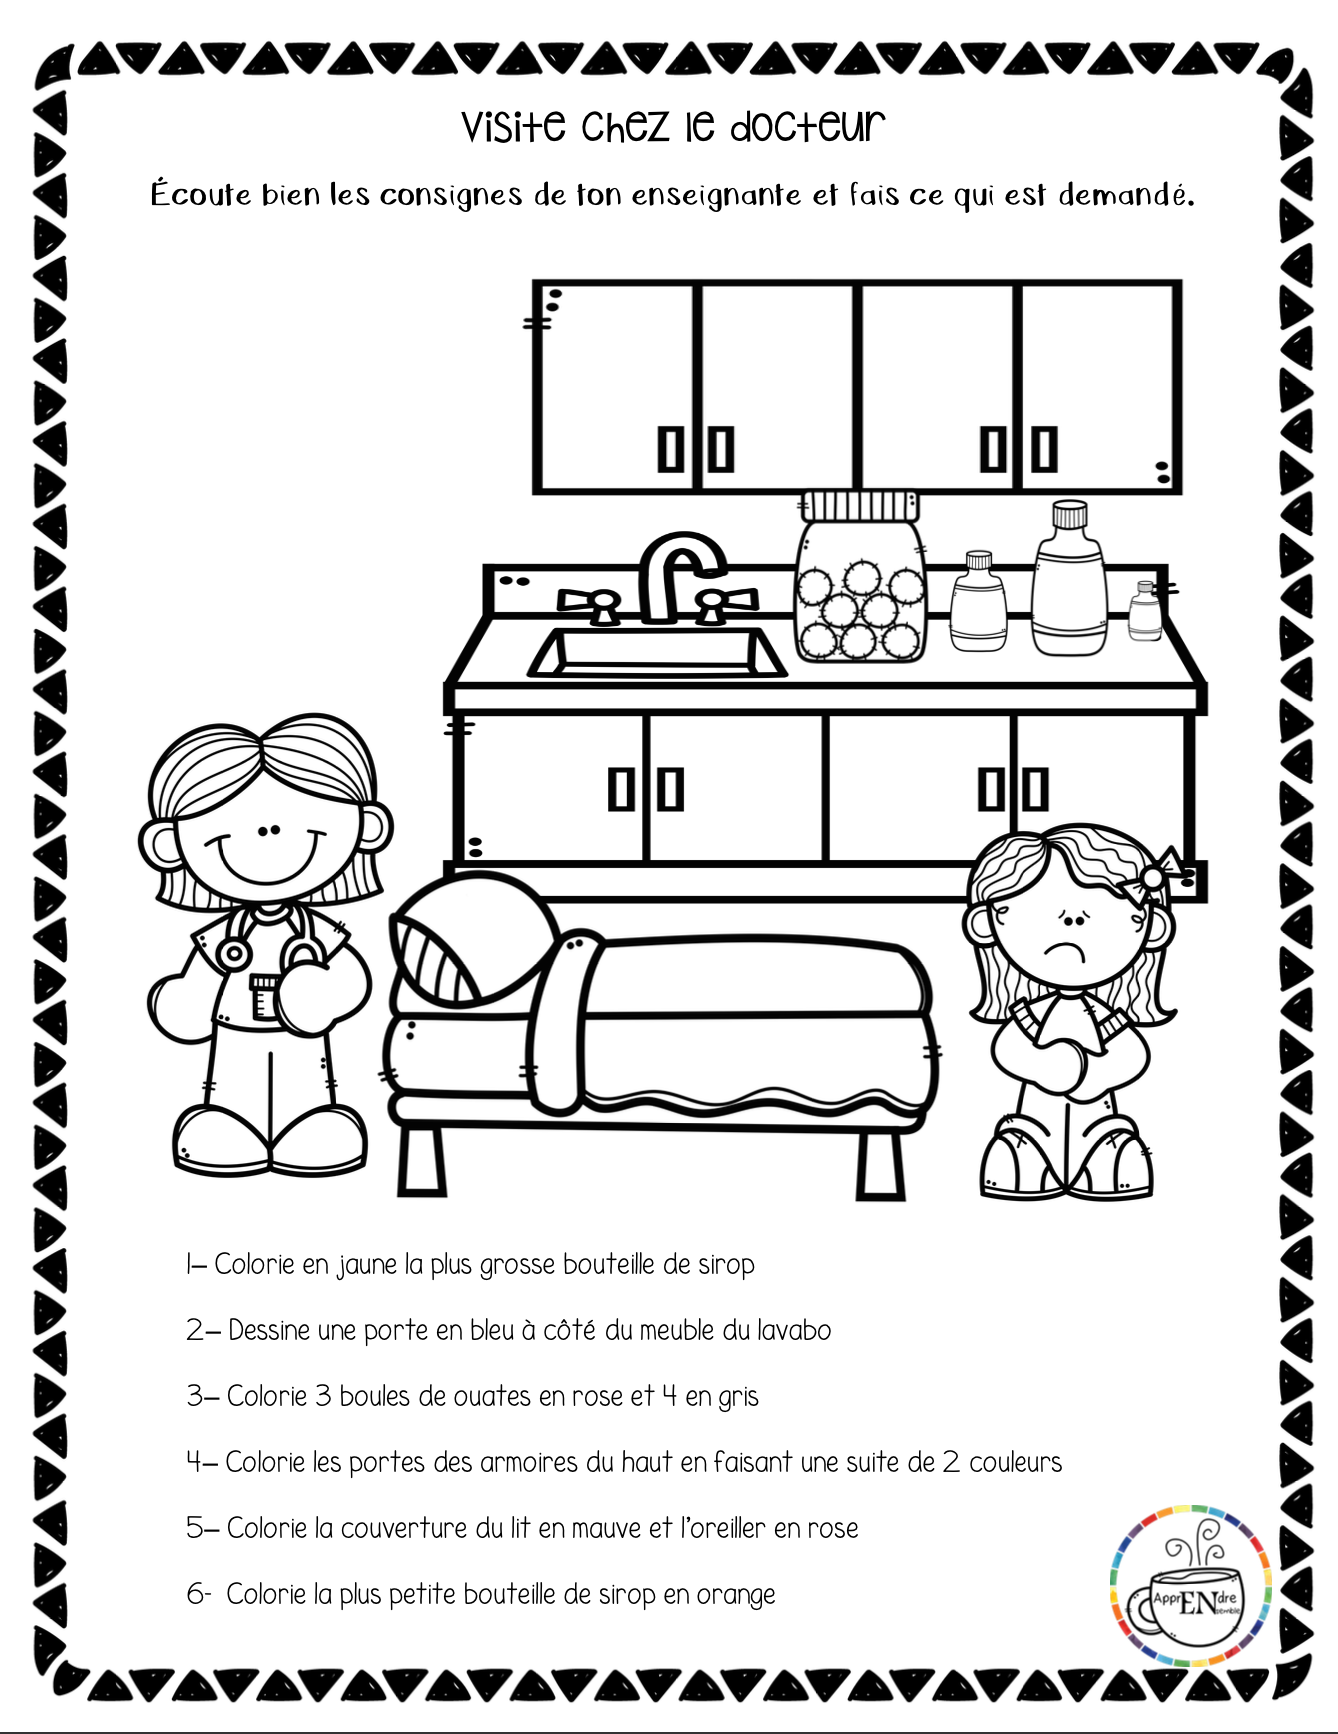 Visite chez le docteur
Écoute bien les consignes de ton enseignante et fais ce qui est demandé.
1– Colorie en jaune la plus grosse bouteille de sirop
2– Dessine une porte en bleu à côté du meuble du lavabo
3– Colorie 3 boules de ouates en rose et 4 en gris
4– Colorie les portes des armoires du haut en faisant une suite de 2 couleurs
5– Colorie la couverture du lit en mauve et l'oreiller en rose
6- Colorie la plus petite bouteille de sirop en orange
ApprENdre
semble